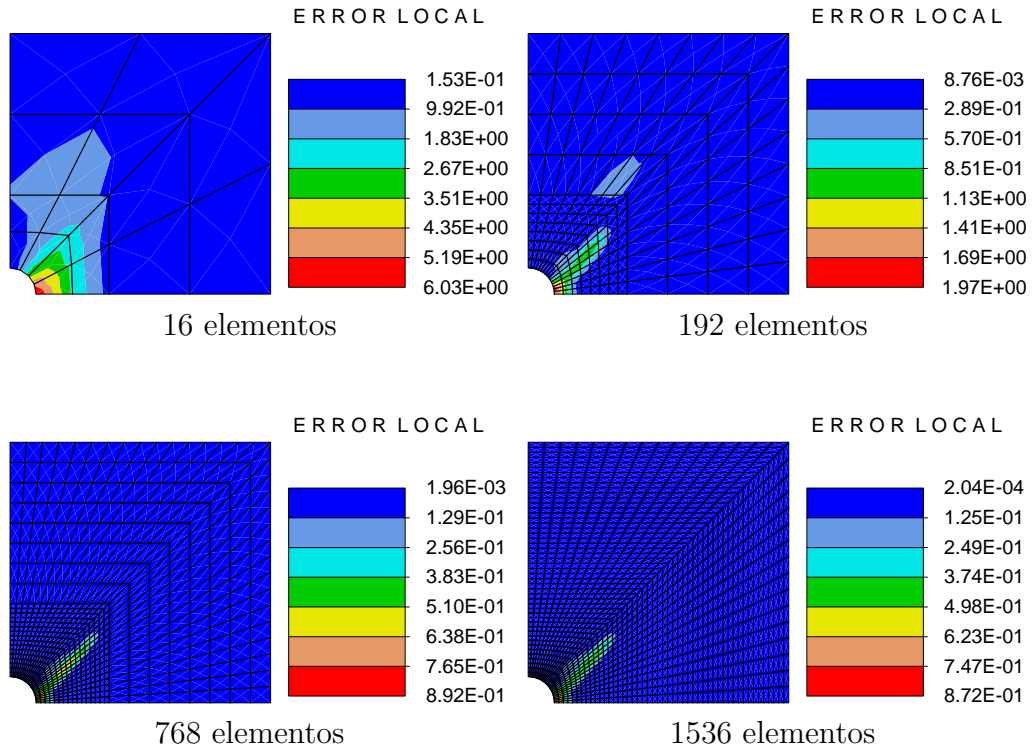 ERROR LOCAL
1.53E-01
9.92E-01
1.83E+00
2.67E+00
3.51E+00
4.35E+00
5.19E+00
6.03E+00
16 elementos
ERROR LOCAL
8.76E-03
2.89E-01
5.70E-01
8.51E-01
1.13E+00
1.41E+00
1.69E+00
1.97E+00
192 elementos
ERROR LOCAL
1.96E-03
1.29E-01
2.56E-01
3.83E-01
5.10E-01
6.38E-01
7.65E-01
8.92E-01
768 elementos
ERROR LOCAL
2.04E-04
1.25E-01
2.49E-01
3.74E-01
4.98E-01
6.23E-01
7.47E-01
8.72E-01
1536 elementos